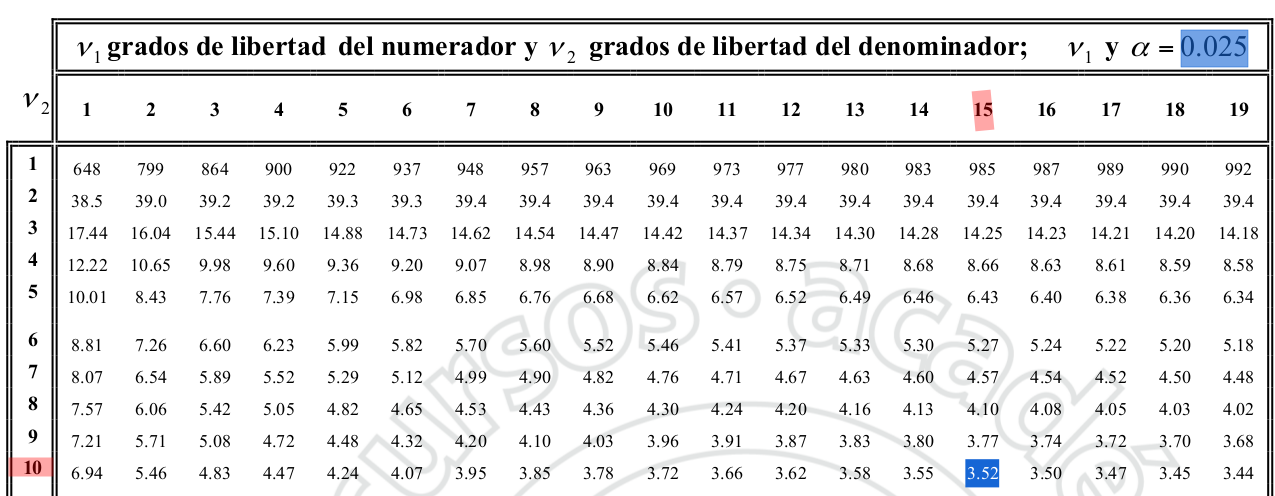 ν1 grados de libertad del numerador y ν2 grados de libertad del denominador; ν1 y α = 0.025
ν2 1 2 3 4 5 6 7 8 9 10 11 12 13 14 15 16 17 18 19
1 648 799 864 900 922 937 948 957 963 969 973 977 980 983 985 987 989 990 992
2 38.5 39.0 39.2 39.2 39.3 39.3 39.4 39.4 39.4 39.4 39.4 39.4 39.4 39.4 39.4 39.4 39.4 39.4 39.4
3 17.44 16.04 15.44 15.10 14.88 14.73 14.62 14.54 14.47 14.42 14.37 14.34 14.30 14.28 14.25 14.23 14.21 14.20 14.18
4 12.22 10.65 9.98 9.60 9.36 9.20 9.07 8.98 8.90 8.84 8.79 8.75 8.71 8.68 8.66 8.63 8.61 8.59 8.58
5 10.01 8.43 7.76 7.39 7.15 6.98 6.85 6.76 6.68 6.62 6.57 6.52 6.49 6.46 6.43 6.40 6.38 6.36 6.34
6 8.81 7.26 6.60 6.23 5.99 5.82 5.70 5.60 5.52 5.46 5.41 5.37 5.33 5.30 5.27 5.24 5.22 5.20 5.18
7 8.07 6.54 5.89 5.52 5.29 5.12 4.99 4.90 4.82 4.76 4.71 4.67 4.63 4.60 4.57 4.54 4.52 4.50 4.48
8 7.57 6.06 5.42 5.05 4.82 4.65 4.53 4.43 4.36 4.30 4.24 4.20 4.16 4.13 4.10 4.08 4.05 4.03 4.02
9 7.21 5.71 5.08 4.72 4.48 4.32 4.20 4.10 4.03 3.96 3.91 3.87 3.83 3.80 3.77 3.74 3.72 3.70 3.68
10 6.94 5.46 4.83 4.47 4.24 4.07 3.95 3.85 3.78 3.72 3.66 3.62 3.58 3.55 3.52 3.50 3.47 3.45 3.44
ursos · acadé